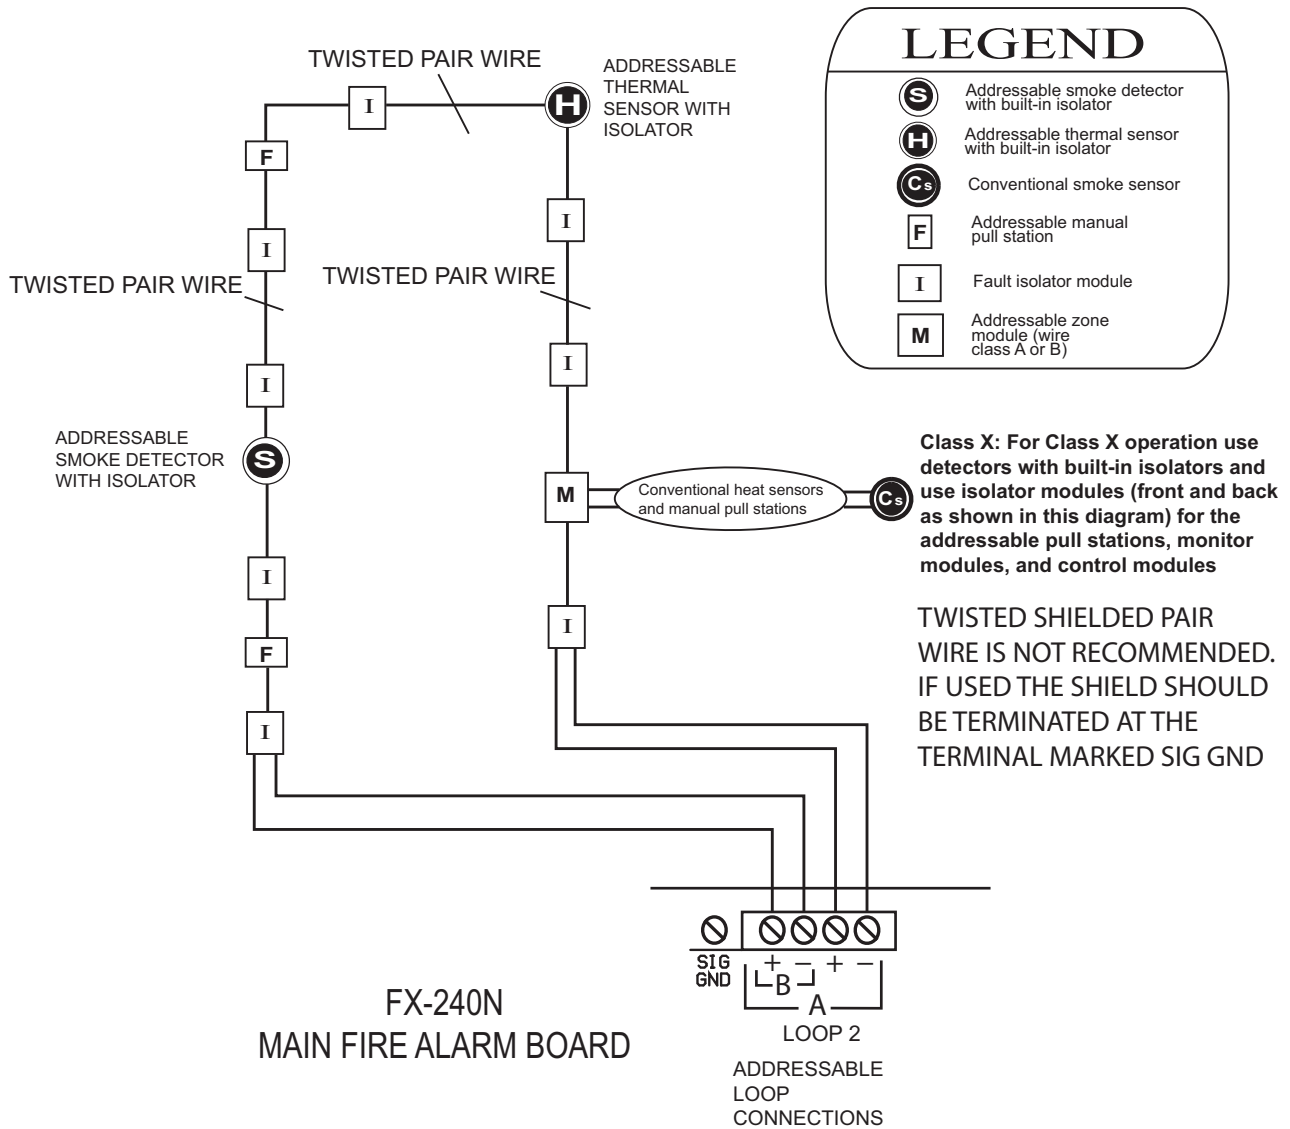 LEGEND
S
Addressable smoke detector
with built-in isolator
H
Addressable thermal sensor
with built-in isolator
Cs
Conventional smoke sensor
F
Addressable manual
pull station
I
Fault isolator module
M
Addressable zone
module (wire
class A or B)
TWISTED PAIR WIRE
ADDRESSABLE
THERMAL
SENSOR WITH
ISOLATOR
I
H
F
I
I
TWISTED PAIR WIRE
TWISTED PAIR WIRE
I
I
ADDRESSABLE
SMOKE DETECTOR
WITH ISOLATOR
S
M
Conventional heat sensors
and manual pull stations
Cs
Class X: For Class X operation use
detectors with built-in isolators and
use isolator modules (front and back
as shown in this diagram) for the
addressable pull stations, monitor
modules, and control modules
I
I
F
I
TWISTED SHIELDED PAIR
WIRE IS NOT RECOMMENDED.
IF USED THE SHIELD SHOULD
BE TERMINATED AT THE
TERMINAL MARKED SIG GND
SIG
GND
+ − + −
B
A
LOOP 2
ADDRESSABLE
LOOP
CONNECTIONS
FX-240N
MAIN FIRE ALARM BOARD